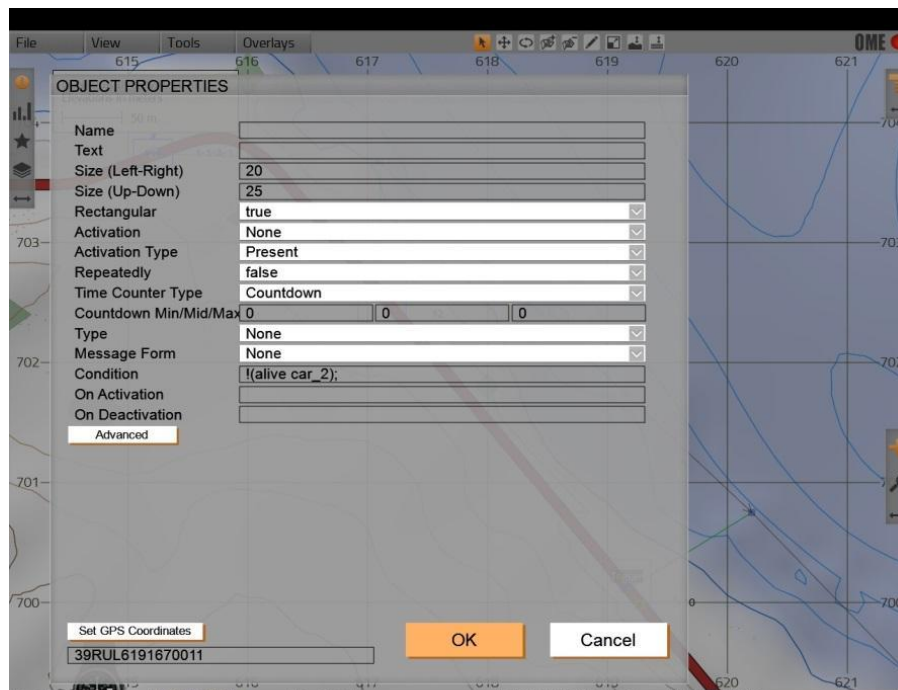 File View Tools Overlays OME
615 616 617 618 619 620 621
OBJECT PROPERTIES
Name
Text
Size (Left-Right) 20
Size (Up-Down) 25
Rectangular true
Activation None
703
Activation Type Present
Repeatedly false
Time Counter Type Countdown
Countdown Min/Mid/Max 0 0 0
Type None
702
Message Form None
Condition !(alive car_2);
On Activation
On Deactivation
Advanced
701
700
Set GPS Coordinates
OK Cancel
39RUL6191670011
620 621